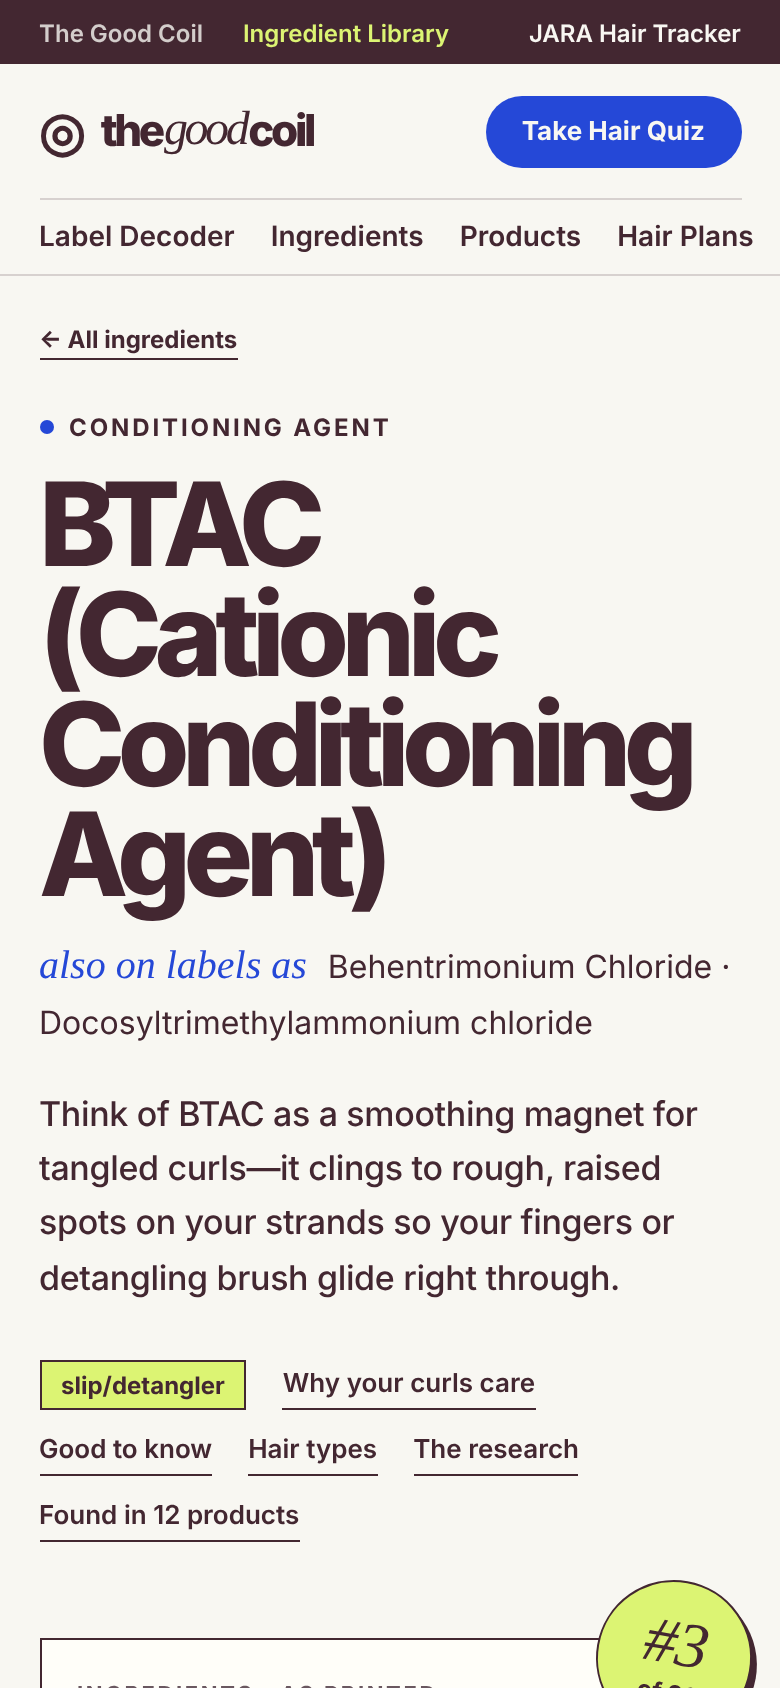 The Good Coil Ingredient Library JARA Hair Tracker
thegoodcoil Take Hair Quiz
Label Decoder Ingredients Products Hair Plans
← All ingredients
CONDITIONING AGENT
BTAC
(Cationic
Conditioning
Agent)
also on labels as Behentrimonium Chloride ·
Docosyltrimethylammonium chloride
Think of BTAC as a smoothing magnet for
tangled curls—it clings to rough, raised
spots on your strands so your fingers or
detangling brush glide right through.
slip/detangler Why your curls care
Good to know Hair types The research
Found in 12 products
#3
INGREDIENTS AS PRINTED